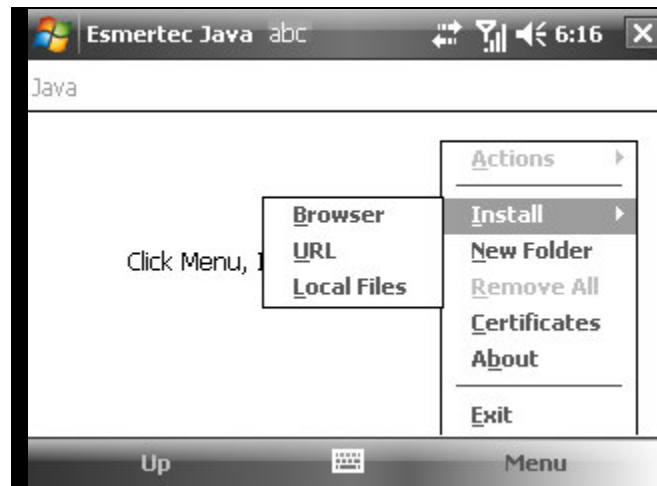 Esmertec Java abc 6:16
Java
Actions
Install
New Folder
Remove All
Certificates
About
Exit
Browser
URL
Local Files
Click Menu,
Up Menu